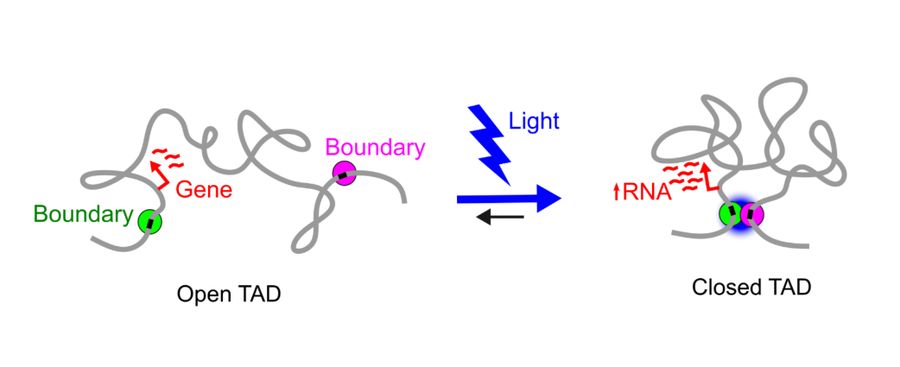 Boundary
Gene
Boundary
Open TAD
Light
↑RNA
Closed TAD